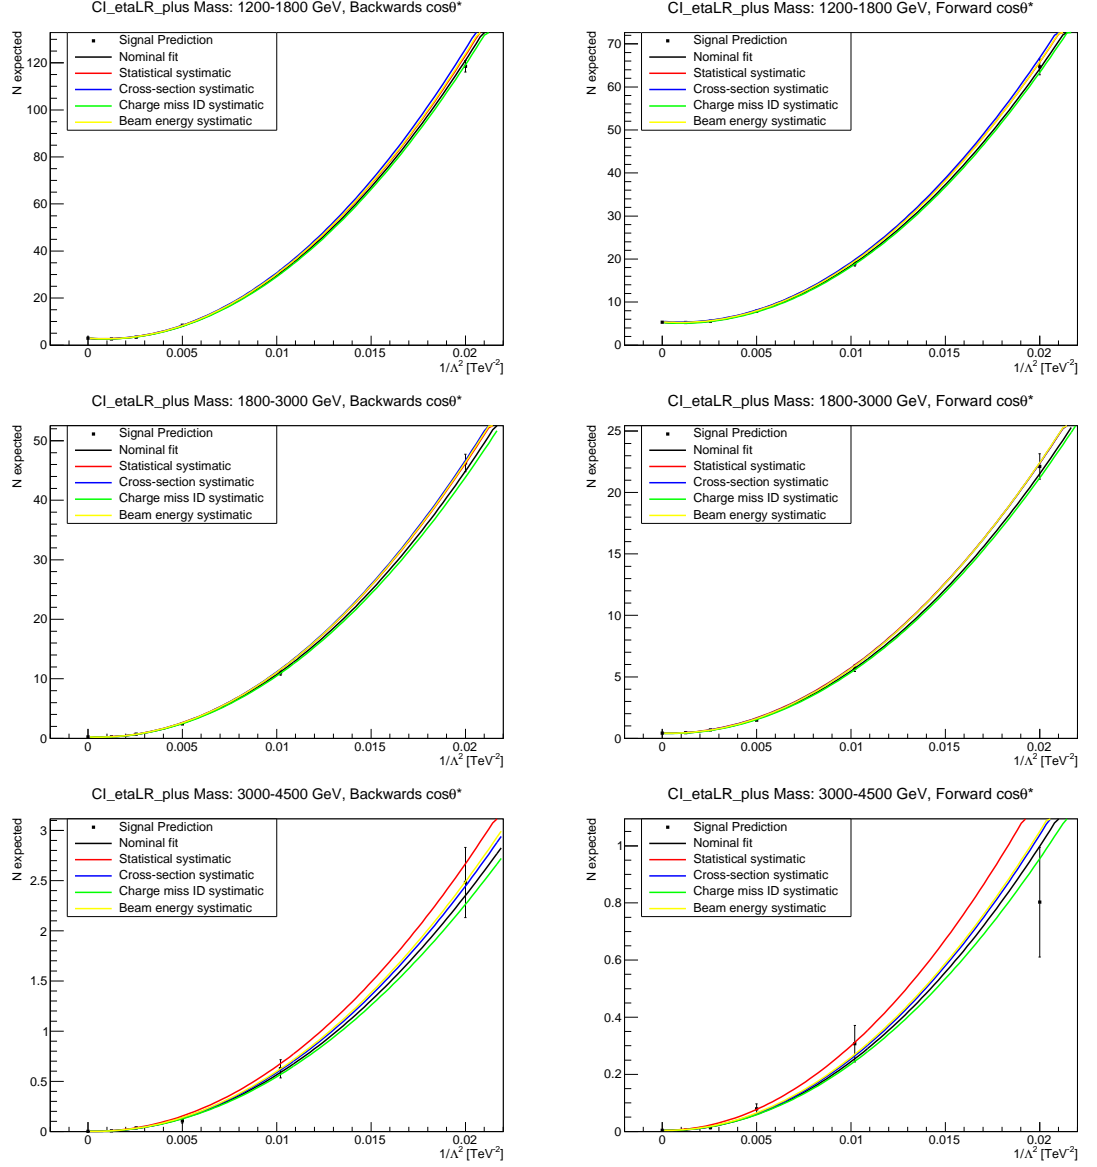 CI_etaLR_plus Mass: 1200-1800 GeV, Backwards cosθ*
N expected
Signal Prediction
Nominal fit
Statistical systimatic
Cross-section systimatic
Charge miss ID systimatic
Beam energy systimatic
120
100
80
60
40
20
0
0 0.005 0.01 0.015 0.02
1/Λ² [TeV⁻²]
CI_etaLR_plus Mass: 1200-1800 GeV, Forward cosθ*
N expected
Signal Prediction
Nominal fit
Statistical systimatic
Cross-section systimatic
Charge miss ID systimatic
Beam energy systimatic
70
60
50
40
30
20
10
0
0 0.005 0.01 0.015 0.02
1/Λ² [TeV⁻²]
CI_etaLR_plus Mass: 1800-3000 GeV, Backwards cosθ*
N expected
Signal Prediction
Nominal fit
Statistical systimatic
Cross-section systimatic
Charge miss ID systimatic
Beam energy systimatic
50
40
30
20
10
0
0 0.005 0.01 0.015 0.02
1/Λ² [TeV⁻²]
CI_etaLR_plus Mass: 1800-3000 GeV, Forward cosθ*
N expected
Signal Prediction
Nominal fit
Statistical systimatic
Cross-section systimatic
Charge miss ID systimatic
Beam energy systimatic
25
20
15
10
5
0
0 0.005 0.01 0.015 0.02
1/Λ² [TeV⁻²]
CI_etaLR_plus Mass: 3000-4500 GeV, Backwards cosθ*
N expected
Signal Prediction
Nominal fit
Statistical systimatic
Cross-section systimatic
Charge miss ID systimatic
Beam energy systimatic
3
2.5
2
1.5
1
0.5
0
0 0.005 0.01 0.015 0.02
1/Λ² [TeV⁻²]
CI_etaLR_plus Mass: 3000-4500 GeV, Forward cosθ*
N expected
Signal Prediction
Nominal fit
Statistical systimatic
Cross-section systimatic
Charge miss ID systimatic
Beam energy systimatic
1
0.8
0.6
0.4
0.2
0
0 0.005 0.01 0.015 0.02
1/Λ² [TeV⁻²]